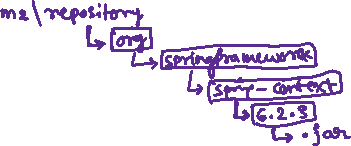 m2\repository
org
springframework
spring-context
6.2.3
.jar